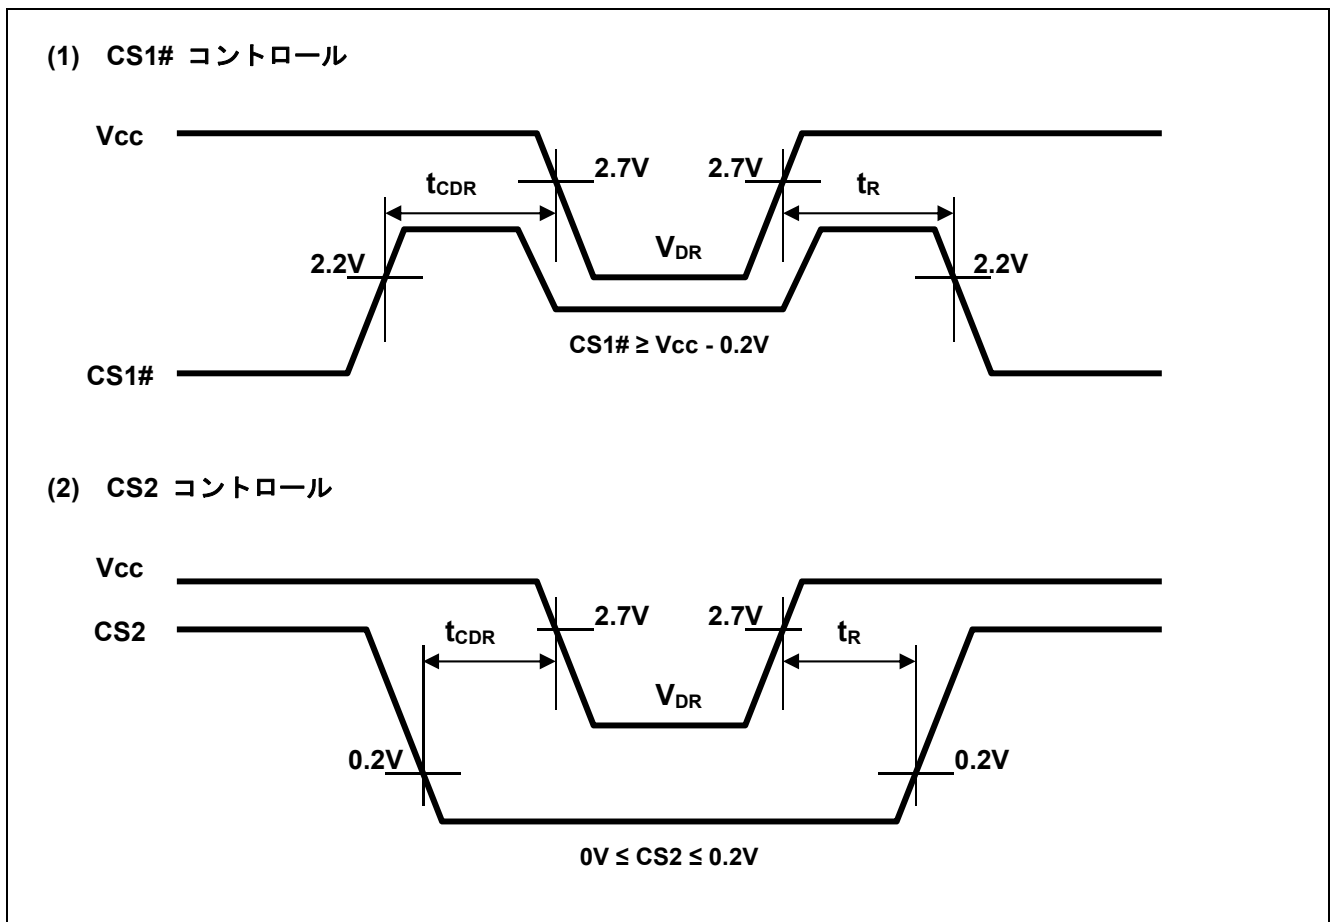 (1) CS1# コントロール
Vcc
2.7V
2.7V
tCDR
tR
VDR
2.2V
2.2V
CS1# ≥ Vcc - 0.2V
CS1#
(2) CS2 コントロール
Vcc
2.7V
2.7V
CS2
tCDR
tR
VDR
0.2V
0.2V
0V ≤ CS2 ≤ 0.2V